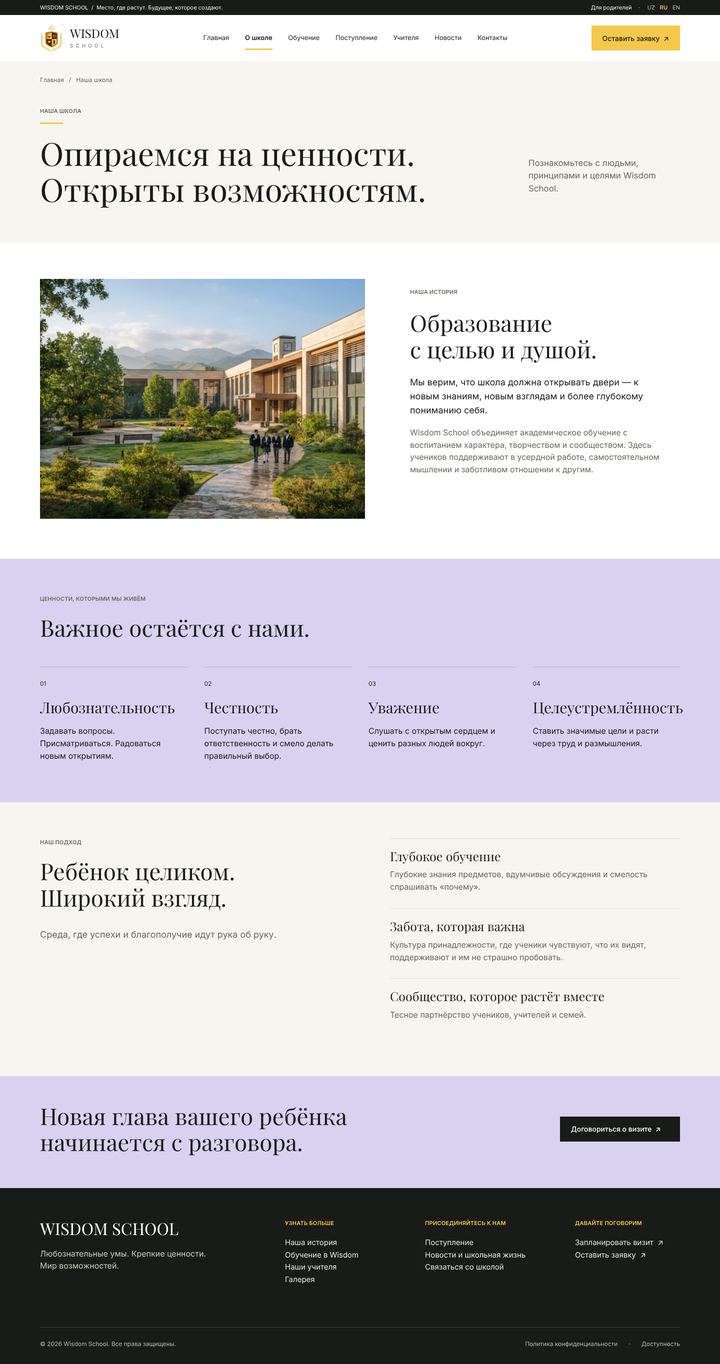 WISDOM SCHOOL / Место, где растут. Будущее, которое создают.
Для родителей · UZ RU EN
WISDOM
SCHOOL
Главная О школе Обучение Поступление Учителя Новости Контакты
Оставить заявку ↗
Главная / Наша школа
НАША ШКОЛА
Опираемся на ценности.
Открыты возможностям.
Познакомьтесь с людьми,
принципами и целями Wisdom
School.
НАША ИСТОРИЯ
Образование
с целью и душой.
Мы верим, что школа должна открывать двери — к
новым знаниям, новым взглядам и более глубокому
пониманию себя.
Wisdom School объединяет академическое обучение с
воспитанием характера, творчеством и сообществом. Здесь
учеников поддерживают в усердной работе, самостоятельном
мышлении и заботливом отношении к другим.
ЦЕННОСТИ, КОТОРЫМИ МЫ ЖИВЁМ
Важное остаётся с нами.
01
Любознательность
Задавать вопросы.
Присматриваться. Радоваться
новым открытиям.
02
Честность
Поступать честно, брать
ответственность и смело делать
правильный выбор.
03
Уважение
Слушать с открытым сердцем и
ценить разных людей вокруг.
04
Целеустремлённость
Ставить значимые цели и расти
через труд и размышления.
НАШ ПОДХОД
Ребёнок целиком.
Широкий взгляд.
Среда, где успехи и благополучие идут рука об руку.
Глубокое обучение
Глубокие знания предметов, вдумчивые обсуждения и смелость
спрашивать «почему».
Забота, которая важна
Культура принадлежности, где ученики чувствуют, что их видят,
поддерживают и им не страшно пробовать.
Сообщество, которое растёт вместе
Тесное партнёрство учеников, учителей и семей.
Новая глава вашего ребёнка
начинается с разговора.
Договориться о визите ↗
WISDOM SCHOOL
Любознательные умы. Крепкие ценности.
Мир возможностей.
УЗНАТЬ БОЛЬШЕ
Наша история
Обучение в Wisdom
Наши учителя
Галерея
ПРИСОЕДИНЯЙТЕСЬ К НАМ
Поступление
Новости и школьная жизнь
Связаться со школой
ДАВАЙТЕ ПОГОВОРИМ
Запланировать визит ↗
Оставить заявку ↗
© 2026 Wisdom School. Все права защищены.
Политика конфиденциальности · Доступность